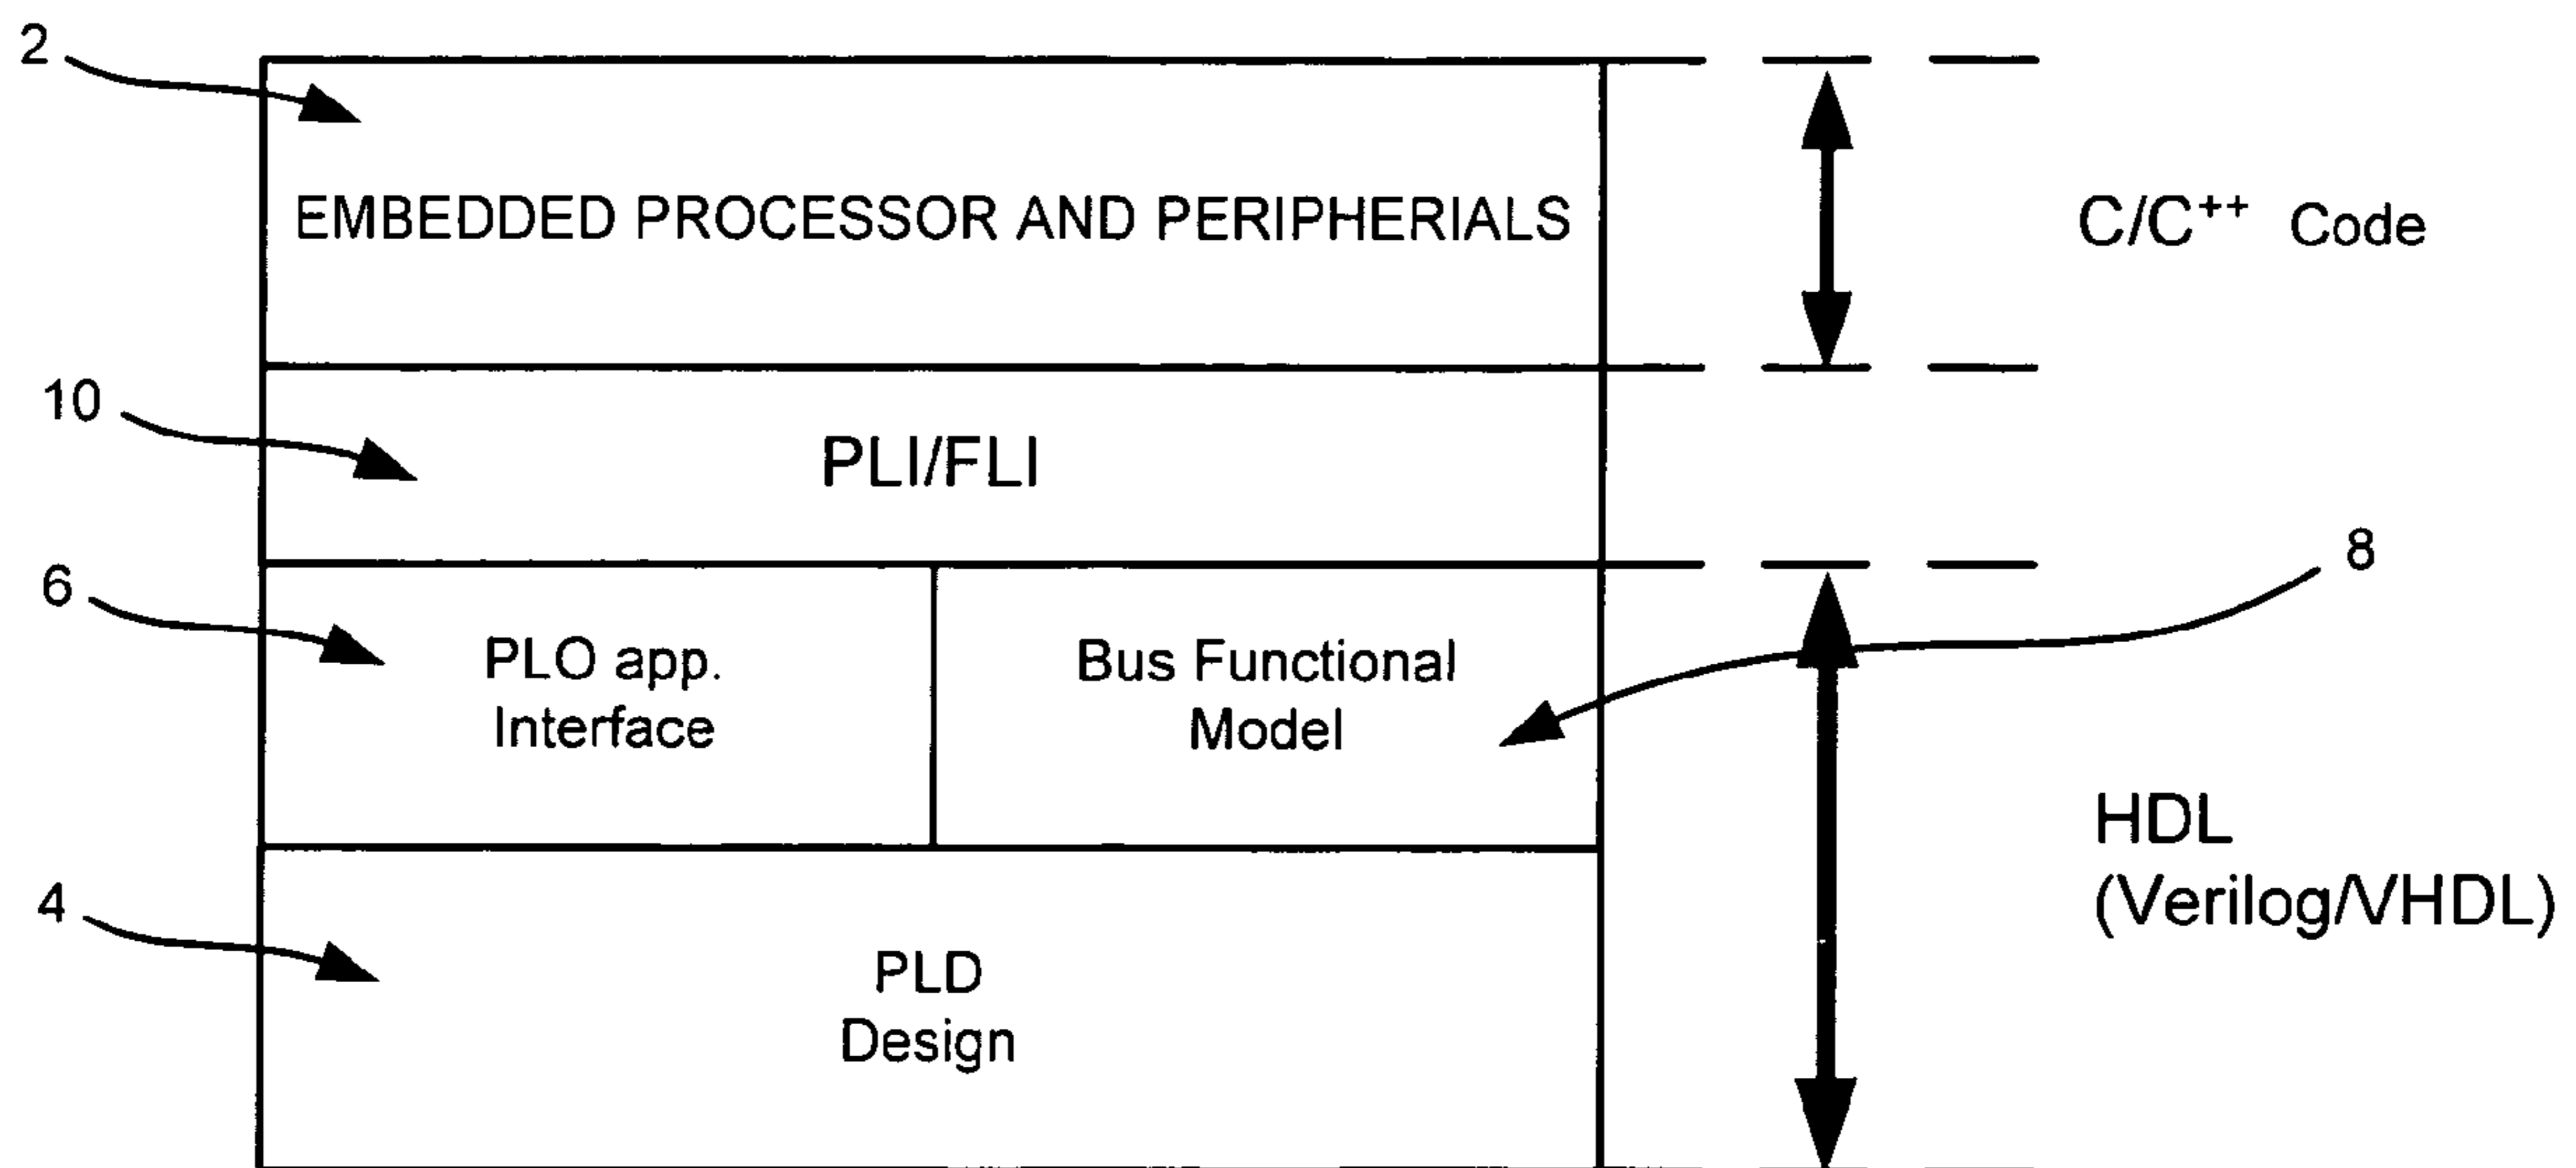 2
EMBEDDED PROCESSOR AND PERIPHERIALS
C/C++ Code
10
PLI/FLI
8
6
PLO app.
Interface
Bus Functional
Model
HDL
(Verilog/VHDL)
4
PLD
Design